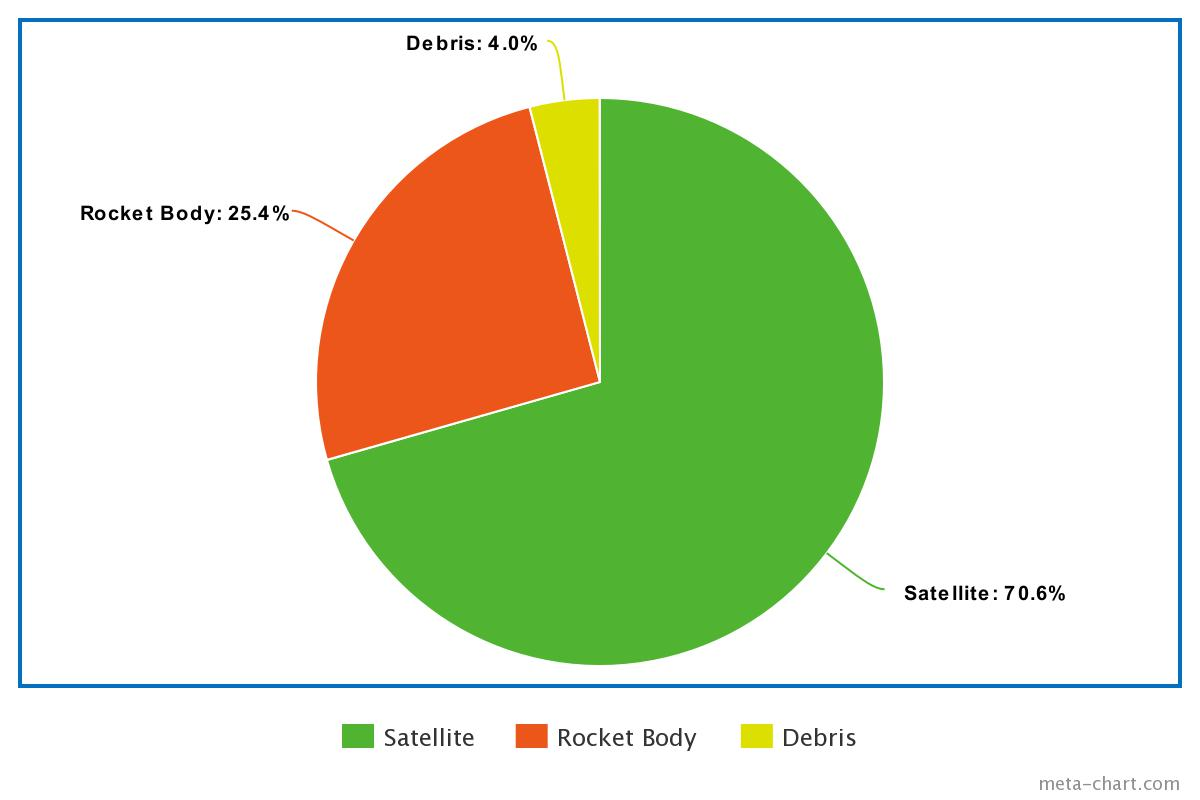 Debris: 4.0%
Rocket Body: 25.4%
Satellite: 70.6%
Satellite Rocket Body Debris
meta-chart.com